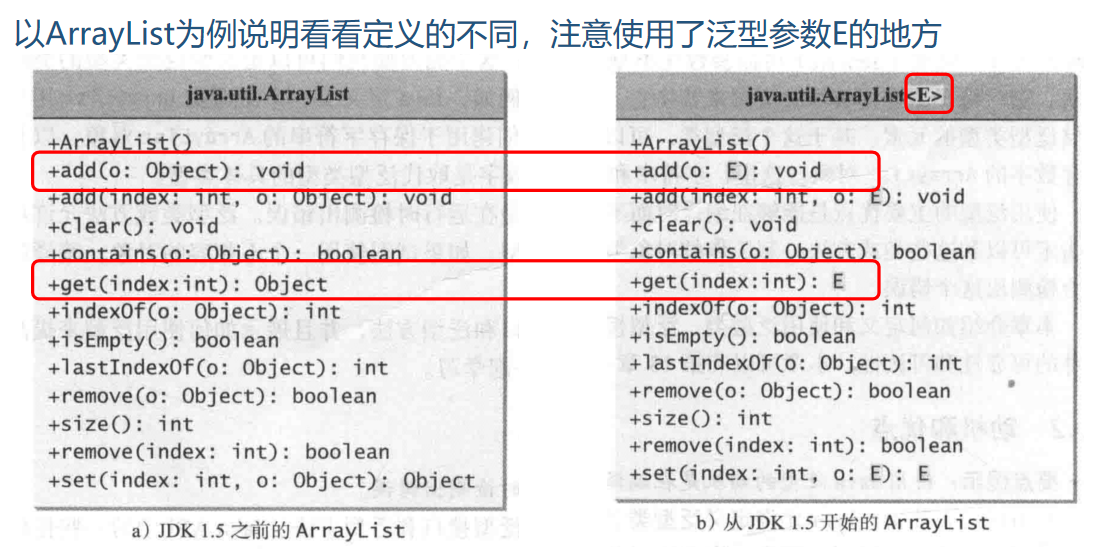 以ArrayList为例说明看看定义的不同，注意使用了泛型参数E的地方
java.util.ArrayList
+ArrayList()
+add(o: Object): void
+add(index: int, o: Object): void
+clear(): void
+contains(o: Object): boolean
+get(index:int): Object
+indexOf(o: Object): int
+isEmpty(): boolean
+lastIndexOf(o: Object): int
+remove(o: Object): boolean
+size(): int
+remove(index: int): boolean
+set(index: int, o: Object): Object
a) JDK 1.5 之前的 ArrayList
java.util.ArrayList<E>
+ArrayList()
+add(o: E): void
+add(index: int, o: E): void
+clear(): void
+contains(o: Object): boolean
+get(index:int): E
+indexOf(o: Object): int
+isEmpty(): boolean
+lastIndexOf(o: Object): int
+remove(o: Object): boolean
+size(): int
+remove(index: int): boolean
+set(index: int, o: E): E
b) 从 JDK 1.5 开始的 ArrayList